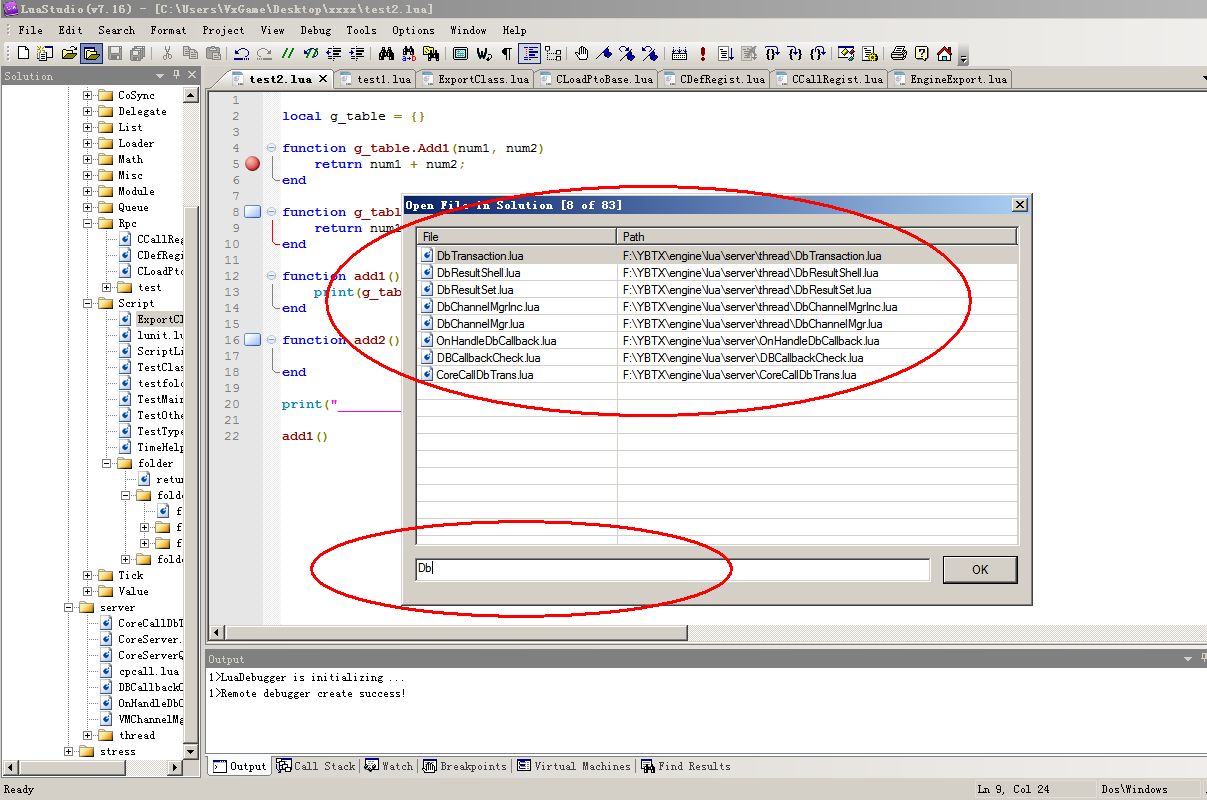 LuaStudio(v7.16) - [C:\Users\VxGame\Desktop\xxxx\test2.lua]
File Edit Search Format Project View Debug Tools Options Window Help
Solution
CoSync
Delegate
List
Loader
Math
Misc
Module
Queue
Rpc
CCallReg
CDefRegi
CLoadPto
test
Script
ExportCl
lunit.lu
ScriptLi
TestClas
testfold
TestMain
TestOthe
TestType
TimeHelp
folder
retu
folde
f
f
f
folde
Tick
Value
server
CoreCallDbT
CoreServer.
CoreServerQ
cpcall.lua
DBCallbackC
OnHandleDbC
VMChannelMg
thread
stress
test2.lua test1.lua ExportClass.lua CLoadPtoBase.lua CDefRegist.lua CCallRegist.lua EngineExport.lua
1
2 local g_table = {}
3
4 function g_table.Add1(num1, num2)
5 return num1 + num2;
6 end
7
8 function g_tabl
9 return num1
10 end
11
12 function add1()
13 print(g_tab
14 end
15
16 function add2()
17
18 end
19
20 print("_________
21
22 add1()
Open File in Solution [8 of 83]
File Path
DbTransaction.lua F:\YBTX\engine\lua\server\thread\DbTransaction.lua
DbResultShell.lua F:\YBTX\engine\lua\server\thread\DbResultShell.lua
DbResultSet.lua F:\YBTX\engine\lua\server\thread\DbResultSet.lua
DbChannelMgrInc.lua F:\YBTX\engine\lua\server\thread\DbChannelMgrInc.lua
DbChannelMgr.lua F:\YBTX\engine\lua\server\thread\DbChannelMgr.lua
OnHandleDbCallback.lua F:\YBTX\engine\lua\server\OnHandleDbCallback.lua
DBCallbackCheck.lua F:\YBTX\engine\lua\server\DBCallbackCheck.lua
CoreCallDbTrans.lua F:\YBTX\engine\lua\server\CoreCallDbTrans.lua
Db
OK
Output
1>LuaDebugger is initializing ...
1>Remote debugger create success!
Output Call Stack Watch Breakpoints Virtual Machines Find Results
Ready Ln 9, Col 24 Dos\Windows